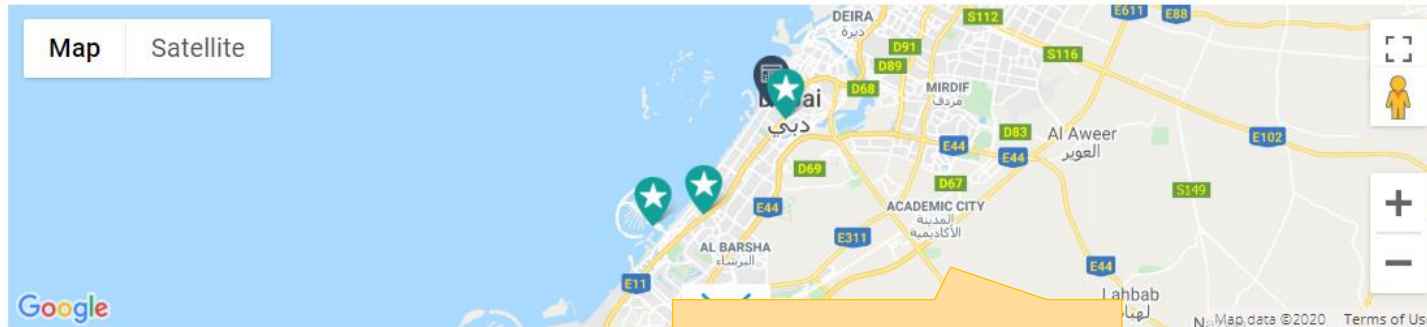 Map Satellite
DEIRA
ديرة
S112
E611
E88
D91
D89
S116
D68
MIRDIF
مردف
دبي
D83
Al Aweer
العوير
E102
E44
E44
D69
D67
S149
ACADEMIC CITY
المدينة
الأكاديمية
E44
E311
AL BARSHA
البرشاء
E44
E11
Lahbab
Google
Map data ©2020 Terms of Us